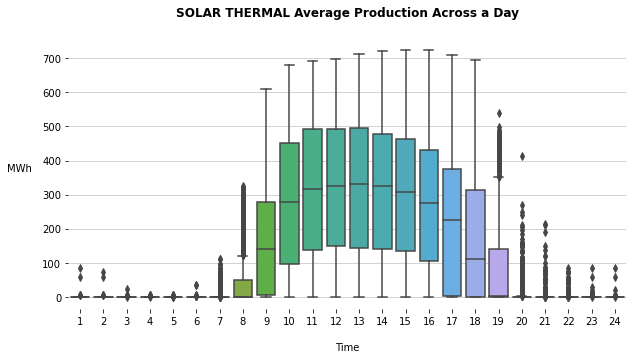 SOLAR THERMAL Average Production Across a Day
700
600
500
400
MWh
300
200
100
0
1 2 3 4 5 6 7 8 9 10 11 12 13 14 15 16 17 18 19 20 21 22 23 24
Time